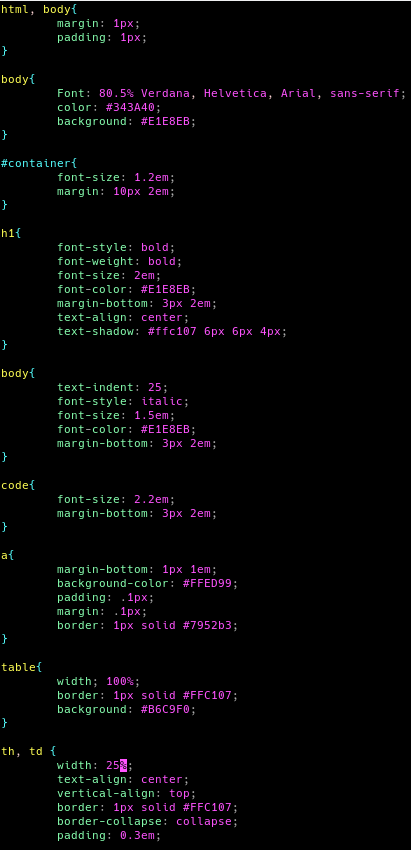 html, body{
margin: 1px;
padding: 1px;
}
body{
Font: 80.5% Verdana, Helvetica, Arial, sans-serif;
color: #343A40;
background: #E1E8EB;
}
#container{
font-size: 1.2em;
margin: 10px 2em;
}
h1{
font-style: bold;
font-weight: bold;
font-size: 2em;
font-color: #E1E8EB;
margin-bottom: 3px 2em;
text-align: center;
text-shadow: #ffc107 6px 6px 4px;
}
body{
text-indent: 25;
font-style: italic;
font-size: 1.5em;
font-color: #E1E8EB;
margin-bottom: 3px 2em;
}
code{
font-size: 2.2em;
margin-bottom: 3px 2em;
}
a{
margin-bottom: 1px 1em;
background-color: #FFED99;
padding: .1px;
margin: .1px;
border: 1px solid #7952b3;
}
table{
width; 100%;
border: 1px solid #FFC107;
background: #B6C9F0;
}
th, td {
width: 25%;
text-align: center;
vertical-align: top;
border: 1px solid #FFC107;
border-collapse: collapse;
padding: 0.3em;